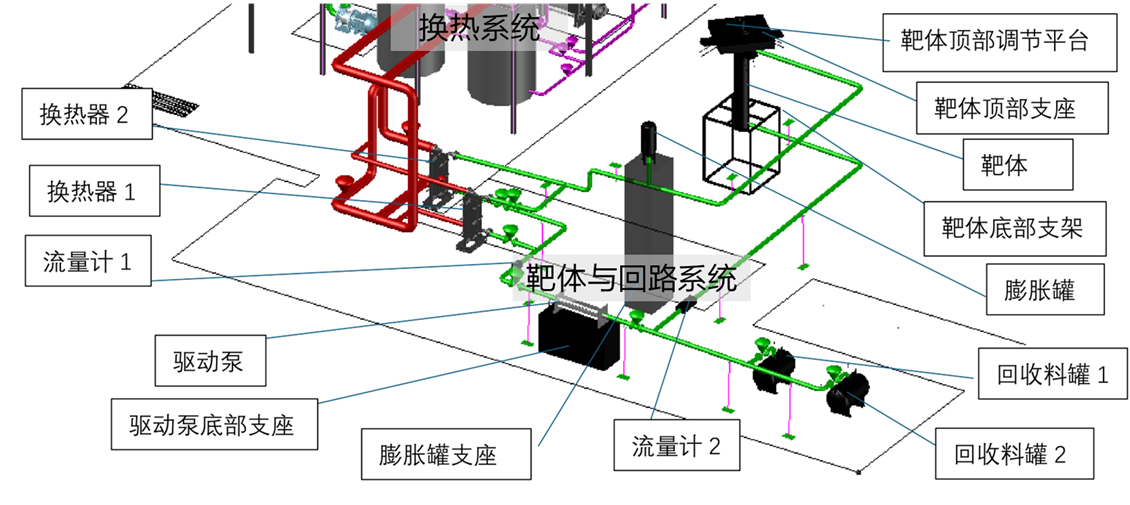 换热系统
靶体顶部调节平台
换热器 2
靶体顶部支座
靶体
换热器 1
靶体底部支架
流量计 1
靶体与回路系统
膨胀罐
驱动泵
回收料罐 1
驱动泵底部支座
膨胀罐支座
流量计 2
回收料罐 2